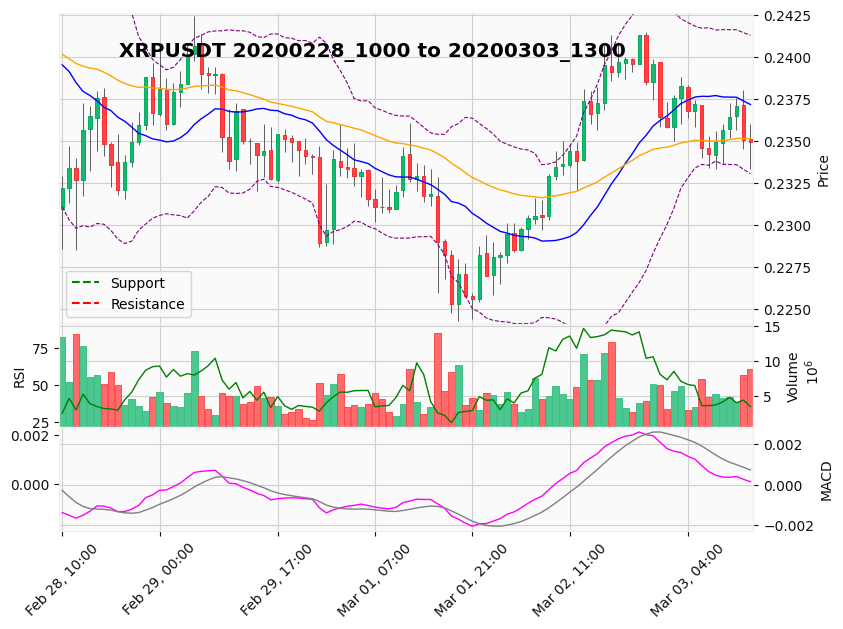 XRPUSDT 20200228_1000 to 20200303_1300
0.2425
0.2400
0.2375
0.2350
0.2325
0.2300
0.2275
0.2250
Price
Support
Resistance
75
50
25
RSI
15
10
5
Volume
10⁶
0.002
0.000
0.002
0.000
−0.002
MACD
Feb 28, 10:00
Feb 29, 00:00
Feb 29, 17:00
Mar 01, 07:00
Mar 01, 21:00
Mar 02, 11:00
Mar 03, 04:00